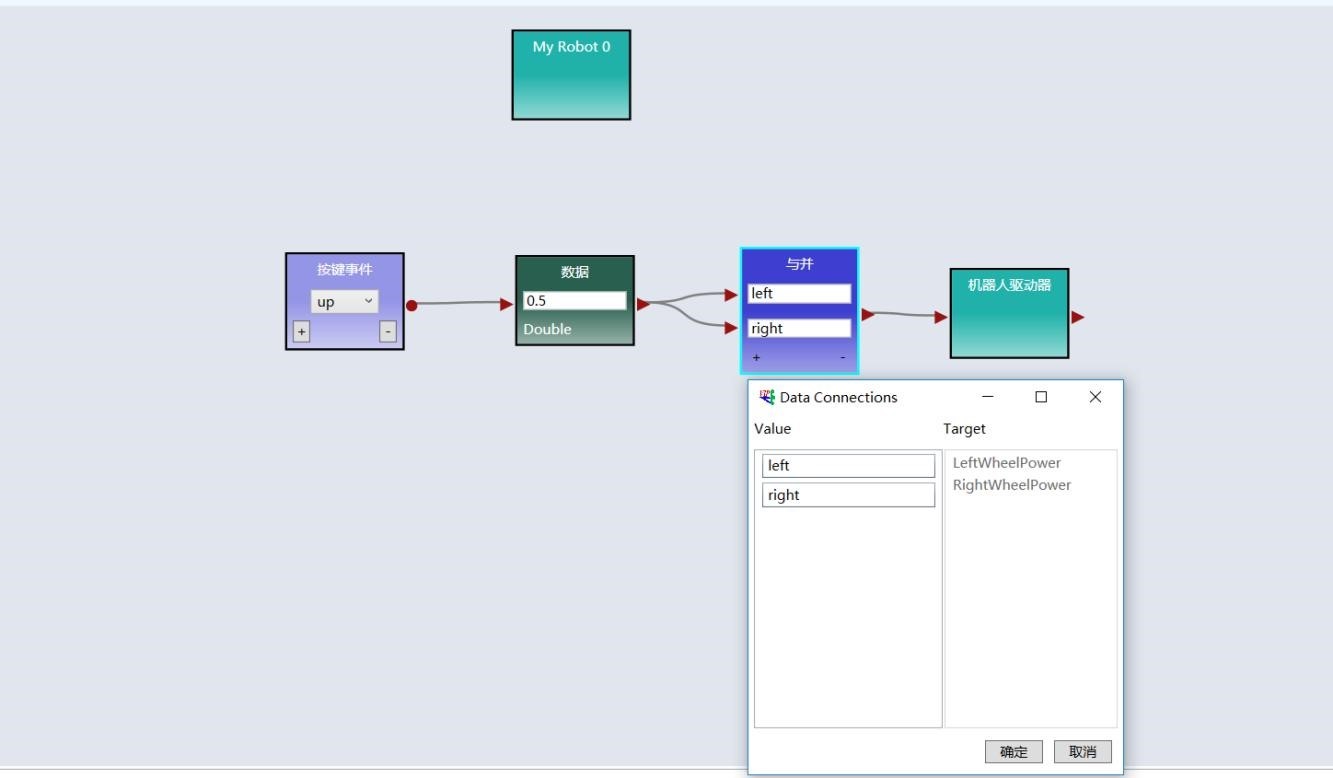 My Robot 0
按键事件
up
+ -
数据
0.5
Double
与并
left
right
+ -
机器人驱动器
Data Connections
Value Target
left LeftWheelPower
right RightWheelPower
确定 取消